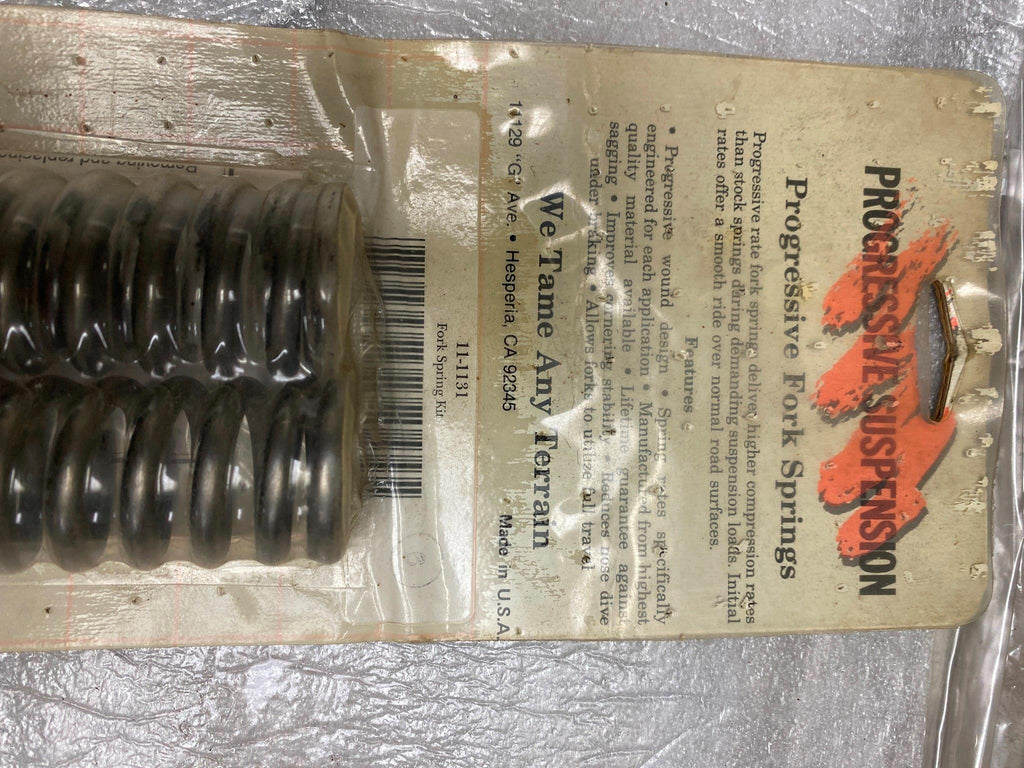 PROGRESSIVE SUSPENSION
Progressive Fork Springs
Progressive rate fork springs deliver higher compression rates
than stock springs during demanding suspension loads. Initial
rates offer a smooth ride over normal road surfaces.
Features
• Progressive wound design • Spring rates specifically
engineered for each application • Manufactured from highest
quality material available • Lifetime guarantee against
sagging • Improves cornering stability • Reduces nose dive
under braking • Allows forks to utilize full travel
We Tame Any Terrain
11129 "G" Ave. • Hesperia, CA 92345 Made in U.S.A.
11-1131
Fork Spring Kit
Removing and replacing